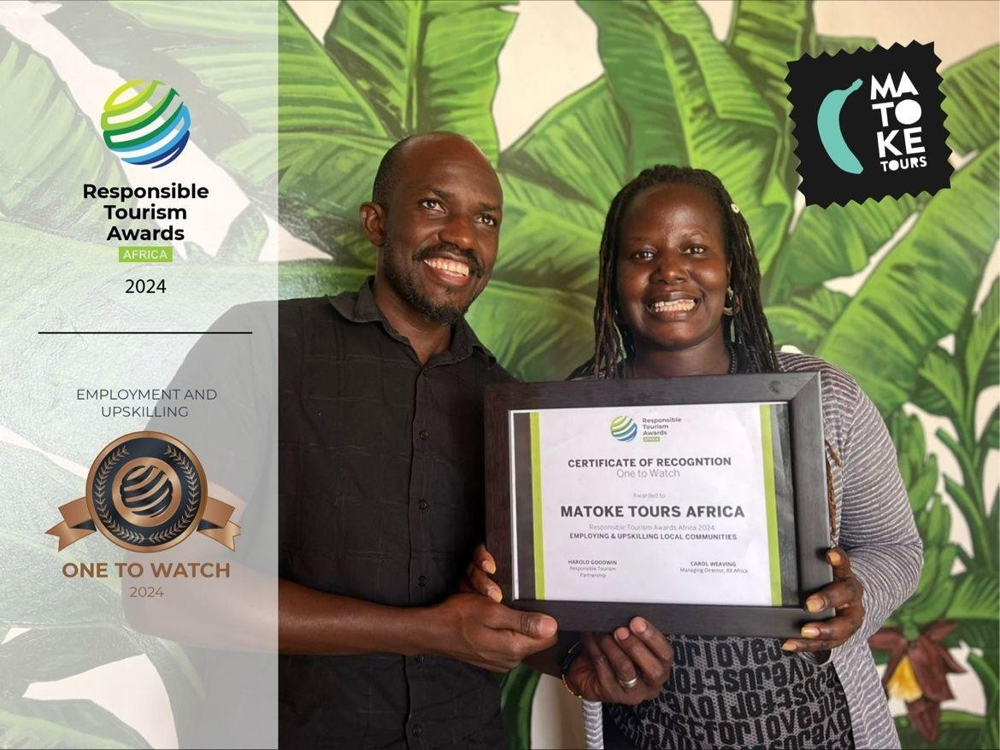 Responsible
Tourism
Awards
AFRICA
2024
EMPLOYMENT AND
UPSKILLING
ONE TO WATCH
2024
MA
TO
KE
TOURS
Responsible
Tourism
Awards
AFRICA
CERTIFICATE OF RECOGNTION
One to Watch
Awarded to
MATOKE TOURS AFRICA
Responsible Tourism Awards Africa 2024
EMPLOYING & UPSKILLING LOCAL COMMUNITIES
HAROLD GOODWIN
Responsible Tourism
Partnership
CAROL WEAVING
Managing Director, RX Africa